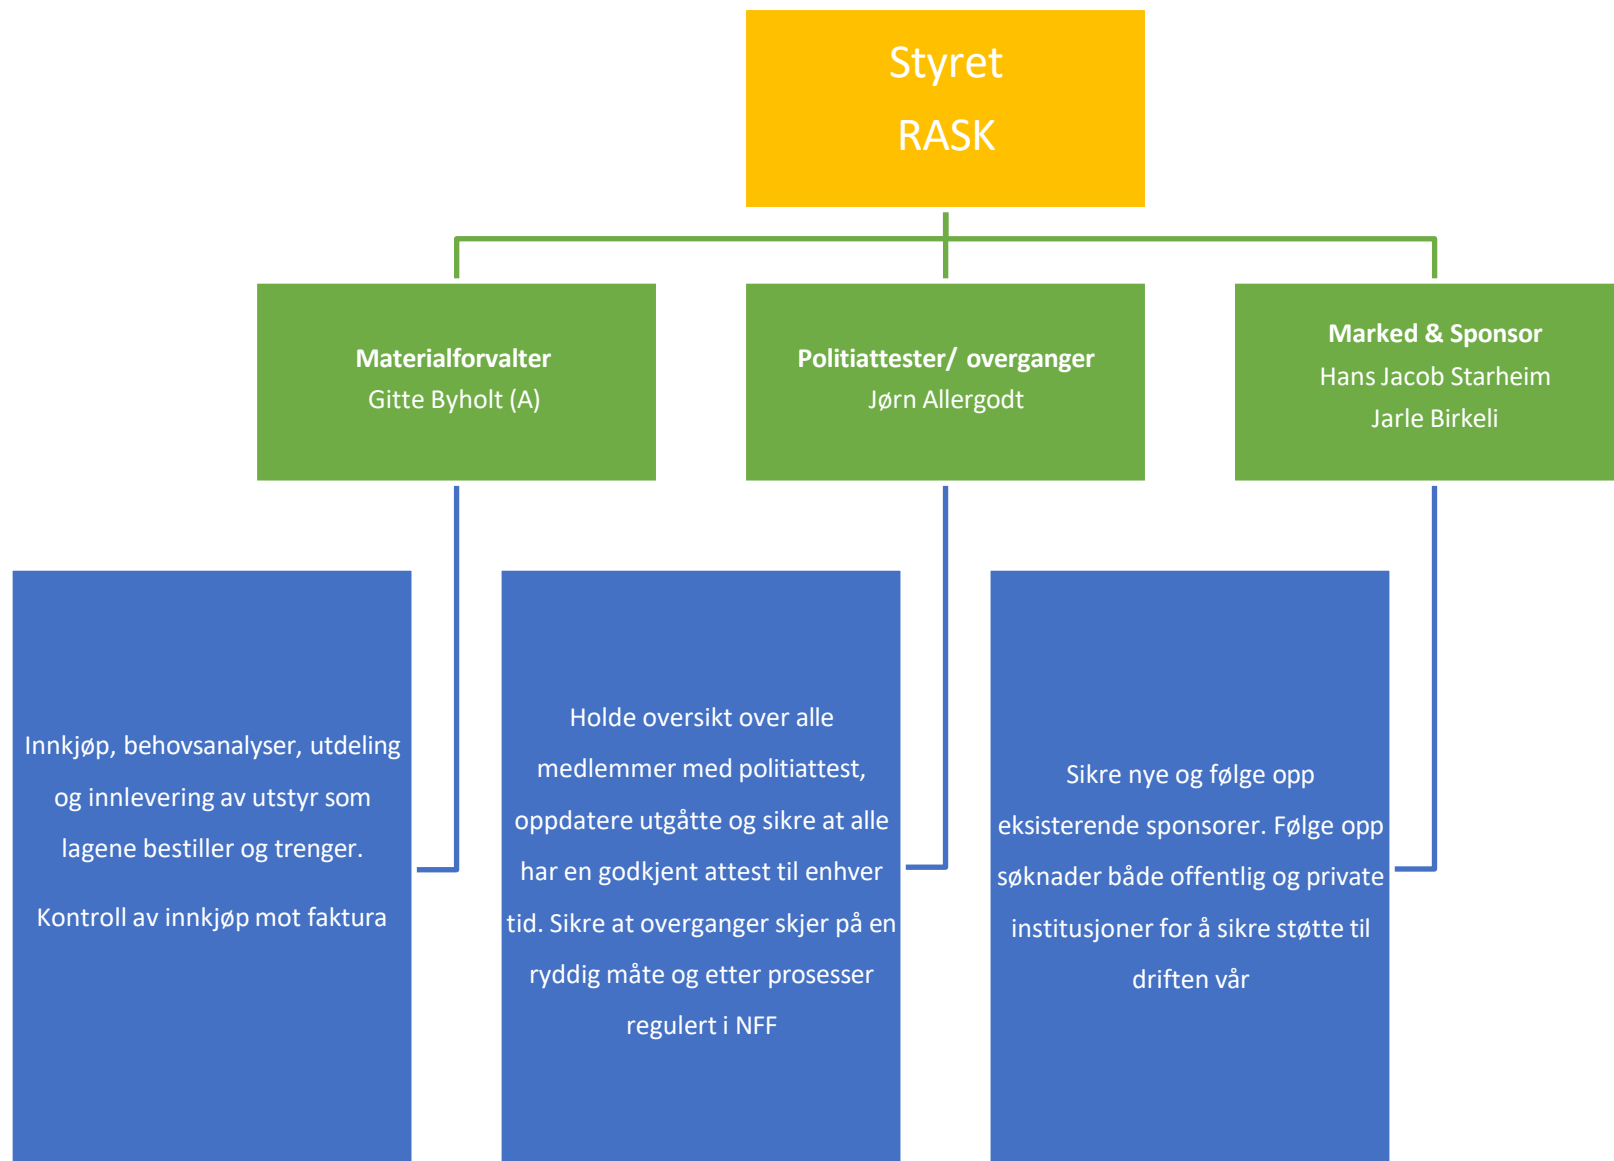 Styret
RASK
Materialforvalter
Gitte Byholt (A)
Politiattester/ overganger
Jørn Allergodt
Marked & Sponsor
Hans Jacob Starheim
Jarle Birkeli
Innkjøp, behovsanalyser, utdeling
og innlevering av utstyr som
lagene bestiller og trenger.
Kontroll av innkjøp mot faktura
Holde oversikt over alle
medlemmer med politiattest,
oppdatere utgåtte og sikre at alle
har en godkjent attest til enhver
tid. Sikre at overganger skjer på en
ryddig måte og etter prosesser
regulert i NFF
Sikre nye og følge opp
eksisterende sponsorer. Følge opp
søknader både offentlig og private
institusjoner for å sikre støtte til
driften vår